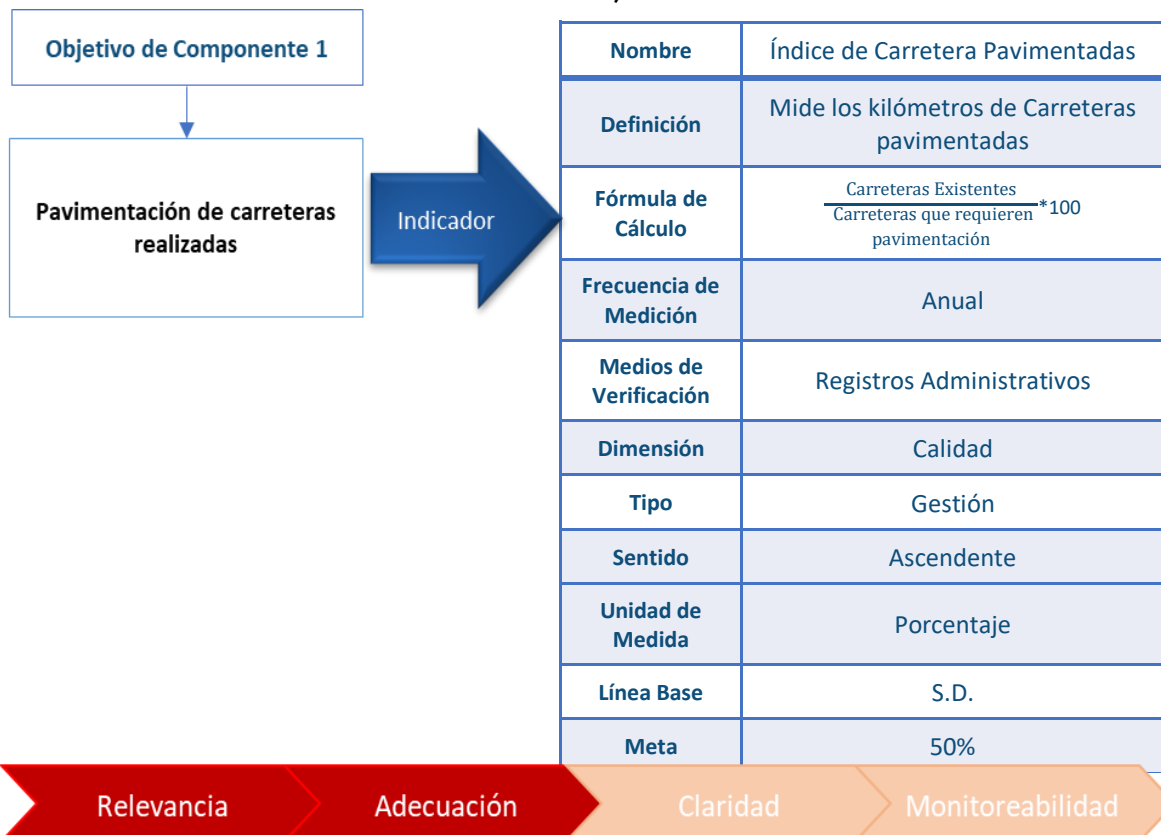 Objetivo de Componente 1
Pavimentación de carreteras
realizadas
Indicador
Nombre
Índice de Carretera Pavimentadas
Definición
Mide los kilómetros de Carreteras
pavimentadas
Fórmula de
Cálculo
Carreteras Existentes
Carreteras que requieren
pavimentación
*100
Frecuencia de
Medición
Anual
Medios de
Verificación
Registros Administrativos
Dimensión
Calidad
Tipo
Gestión
Sentido
Ascendente
Unidad de
Medida
Porcentaje
Línea Base
S.D.
Meta
50%
Relevancia
Adecuación
Claridad
Monitoreabilidad